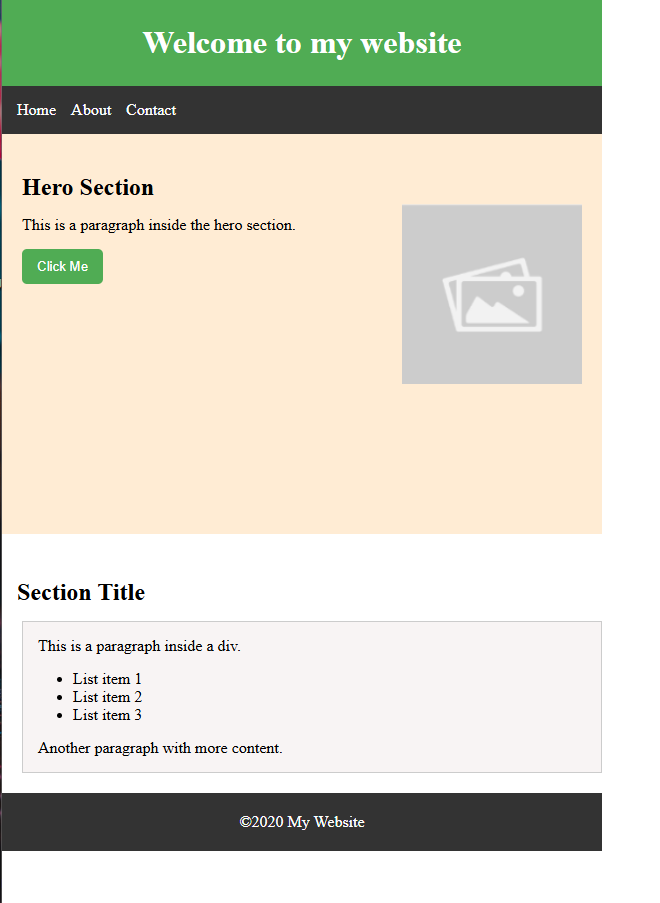 Welcome to my website
Home About Contact
Hero Section
This is a paragraph inside the hero section.
Click Me
Section Title
This is a paragraph inside a div.
• List item 1
• List item 2
• List item 3
Another paragraph with more content.
©2020 My Website